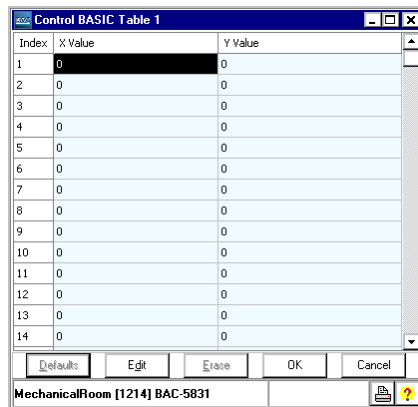 Control BASIC Table 1
Index X Value Y Value
1 0 0
2 0 0
3 0 0
4 0 0
5 0 0
6 0 0
7 0 0
8 0 0
9 0 0
10 0 0
11 0 0
12 0 0
13 0 0
14 0 0
Defaults Edit Erase OK Cancel
MechanicalRoom [1214] BAC-5831